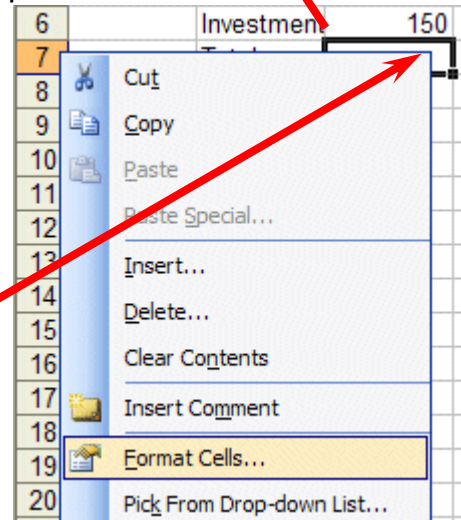 6 Investment 150
7
8 Cut
9 Copy
10 Paste
11
12 Paste Special...
13 Insert...
14
15 Delete...
16 Clear Contents
17 Insert Comment
18
19 Format Cells...
20 Pick From Drop-down List...